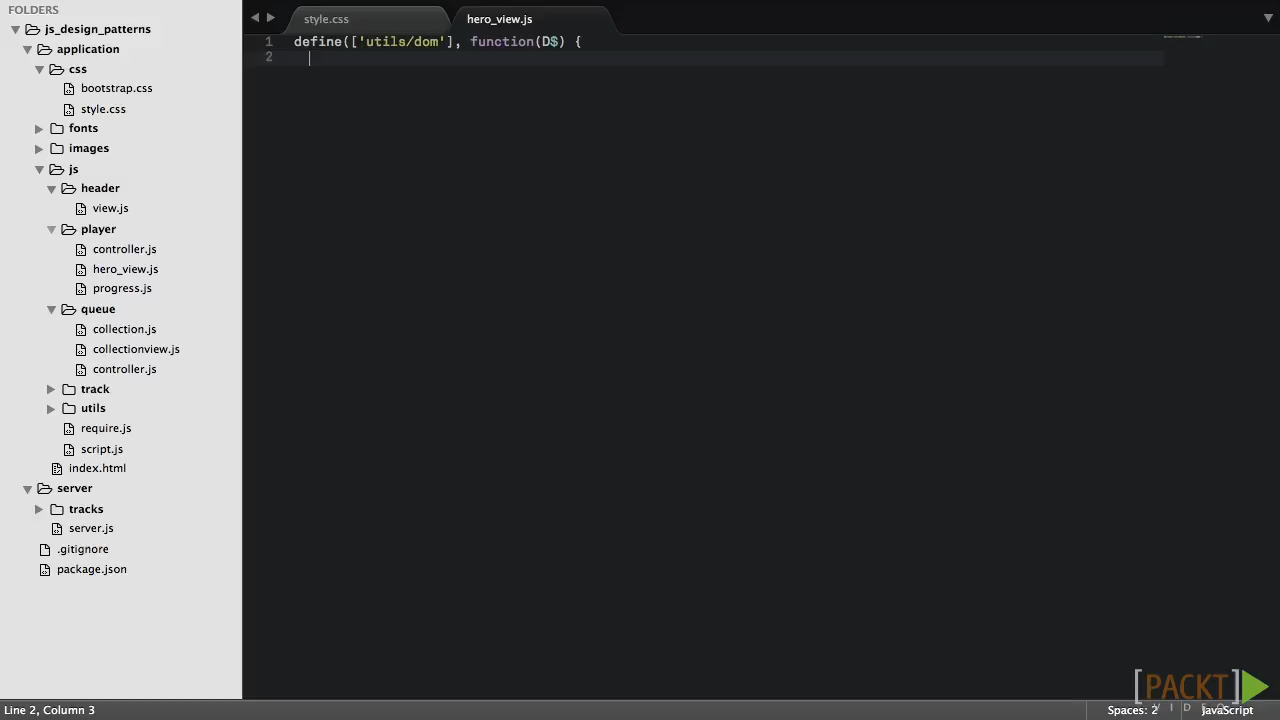 FOLDERS
js_design_patterns
application
css
bootstrap.css
style.css
fonts
images
js
header
view.js
player
controller.js
hero_view.js
progress.js
queue
collection.js
collectionview.js
controller.js
track
utils
require.js
script.js
index.html
server
tracks
server.js
.gitignore
package.json
style.css
hero_view.js
1 define(['utils/dom'], function(D$) {
2
[PACKT]
VIDEO
Line 2, Column 3
Spaces: 2
JavaScript